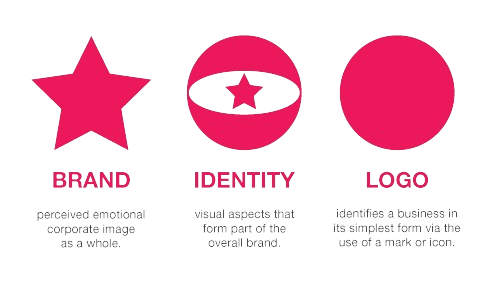 BRAND
perceived emotional
corporate image
as a whole.
IDENTITY
visual aspects that
form part of the
overall brand.
LOGO
identifies a business in
its simplest form via the
use of a mark or icon.